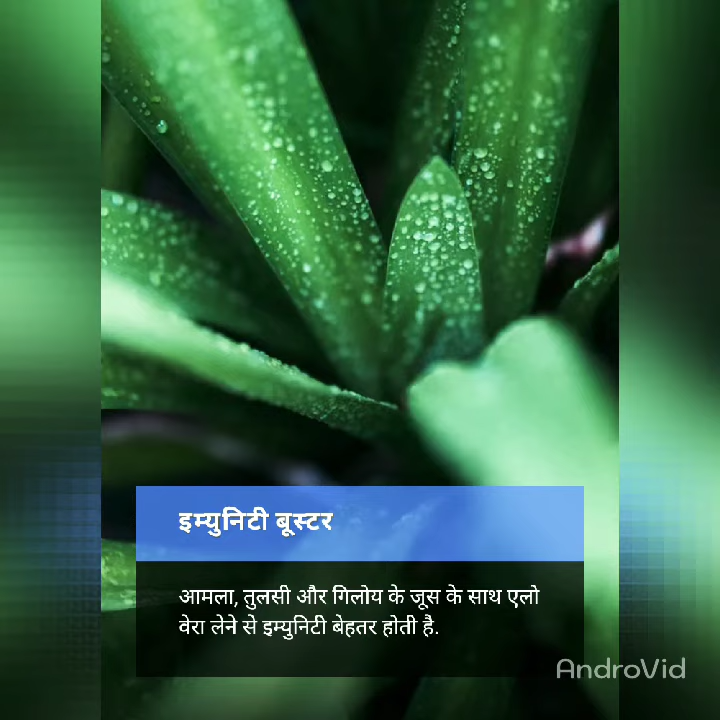 इम्युनिटी बूस्टर
आमला, तुलसी और गिलोय के जूस के साथ एलो
वेरा लेने से इम्युनिटी बेहतर होती है.
AndroVid